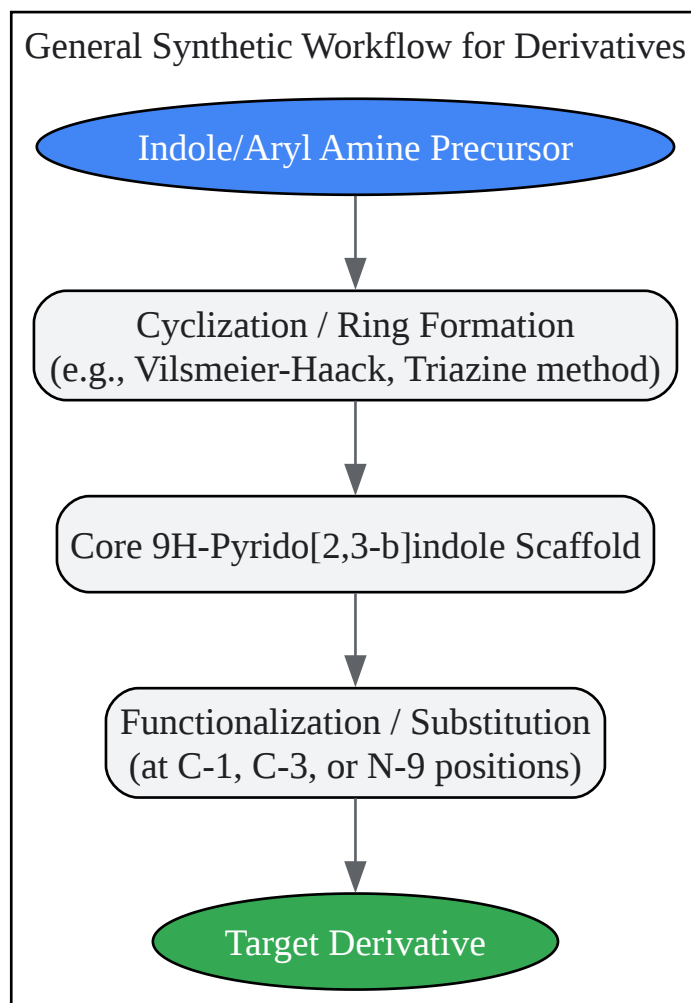 General Synthetic Workflow for Derivatives
Indole/Aryl Amine Precursor
Cyclization / Ring Formation
(e.g., Vilsmeier-Haack, Triazine method)
Core 9H-Pyrido[2,3-b]indole Scaffold
Functionalization / Substitution
(at C-1, C-3, or N-9 positions)
Target Derivative